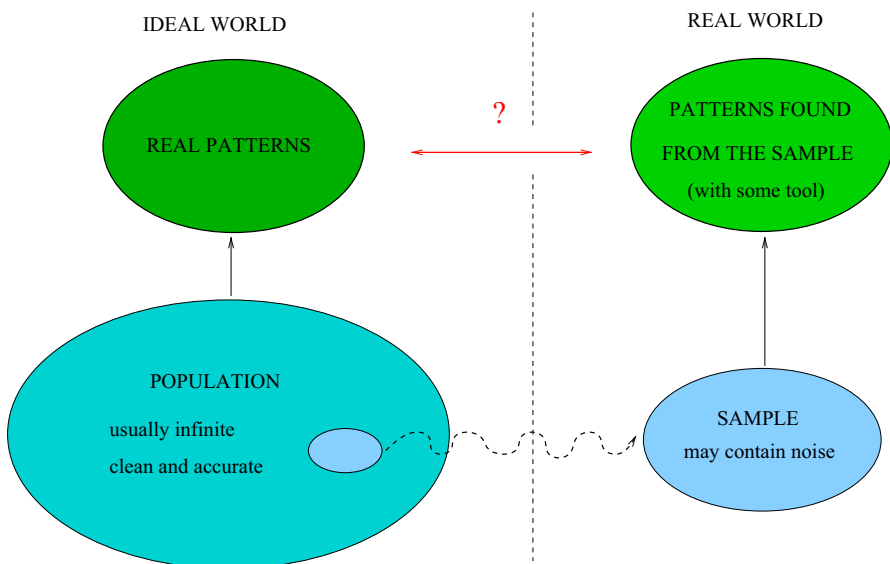 IDEAL WORLD
REAL WORLD
?
REAL PATTERNS
PATTERNS FOUND
FROM THE SAMPLE
(with some tool)
POPULATION
usually infinite
clean and accurate
SAMPLE
may contain noise